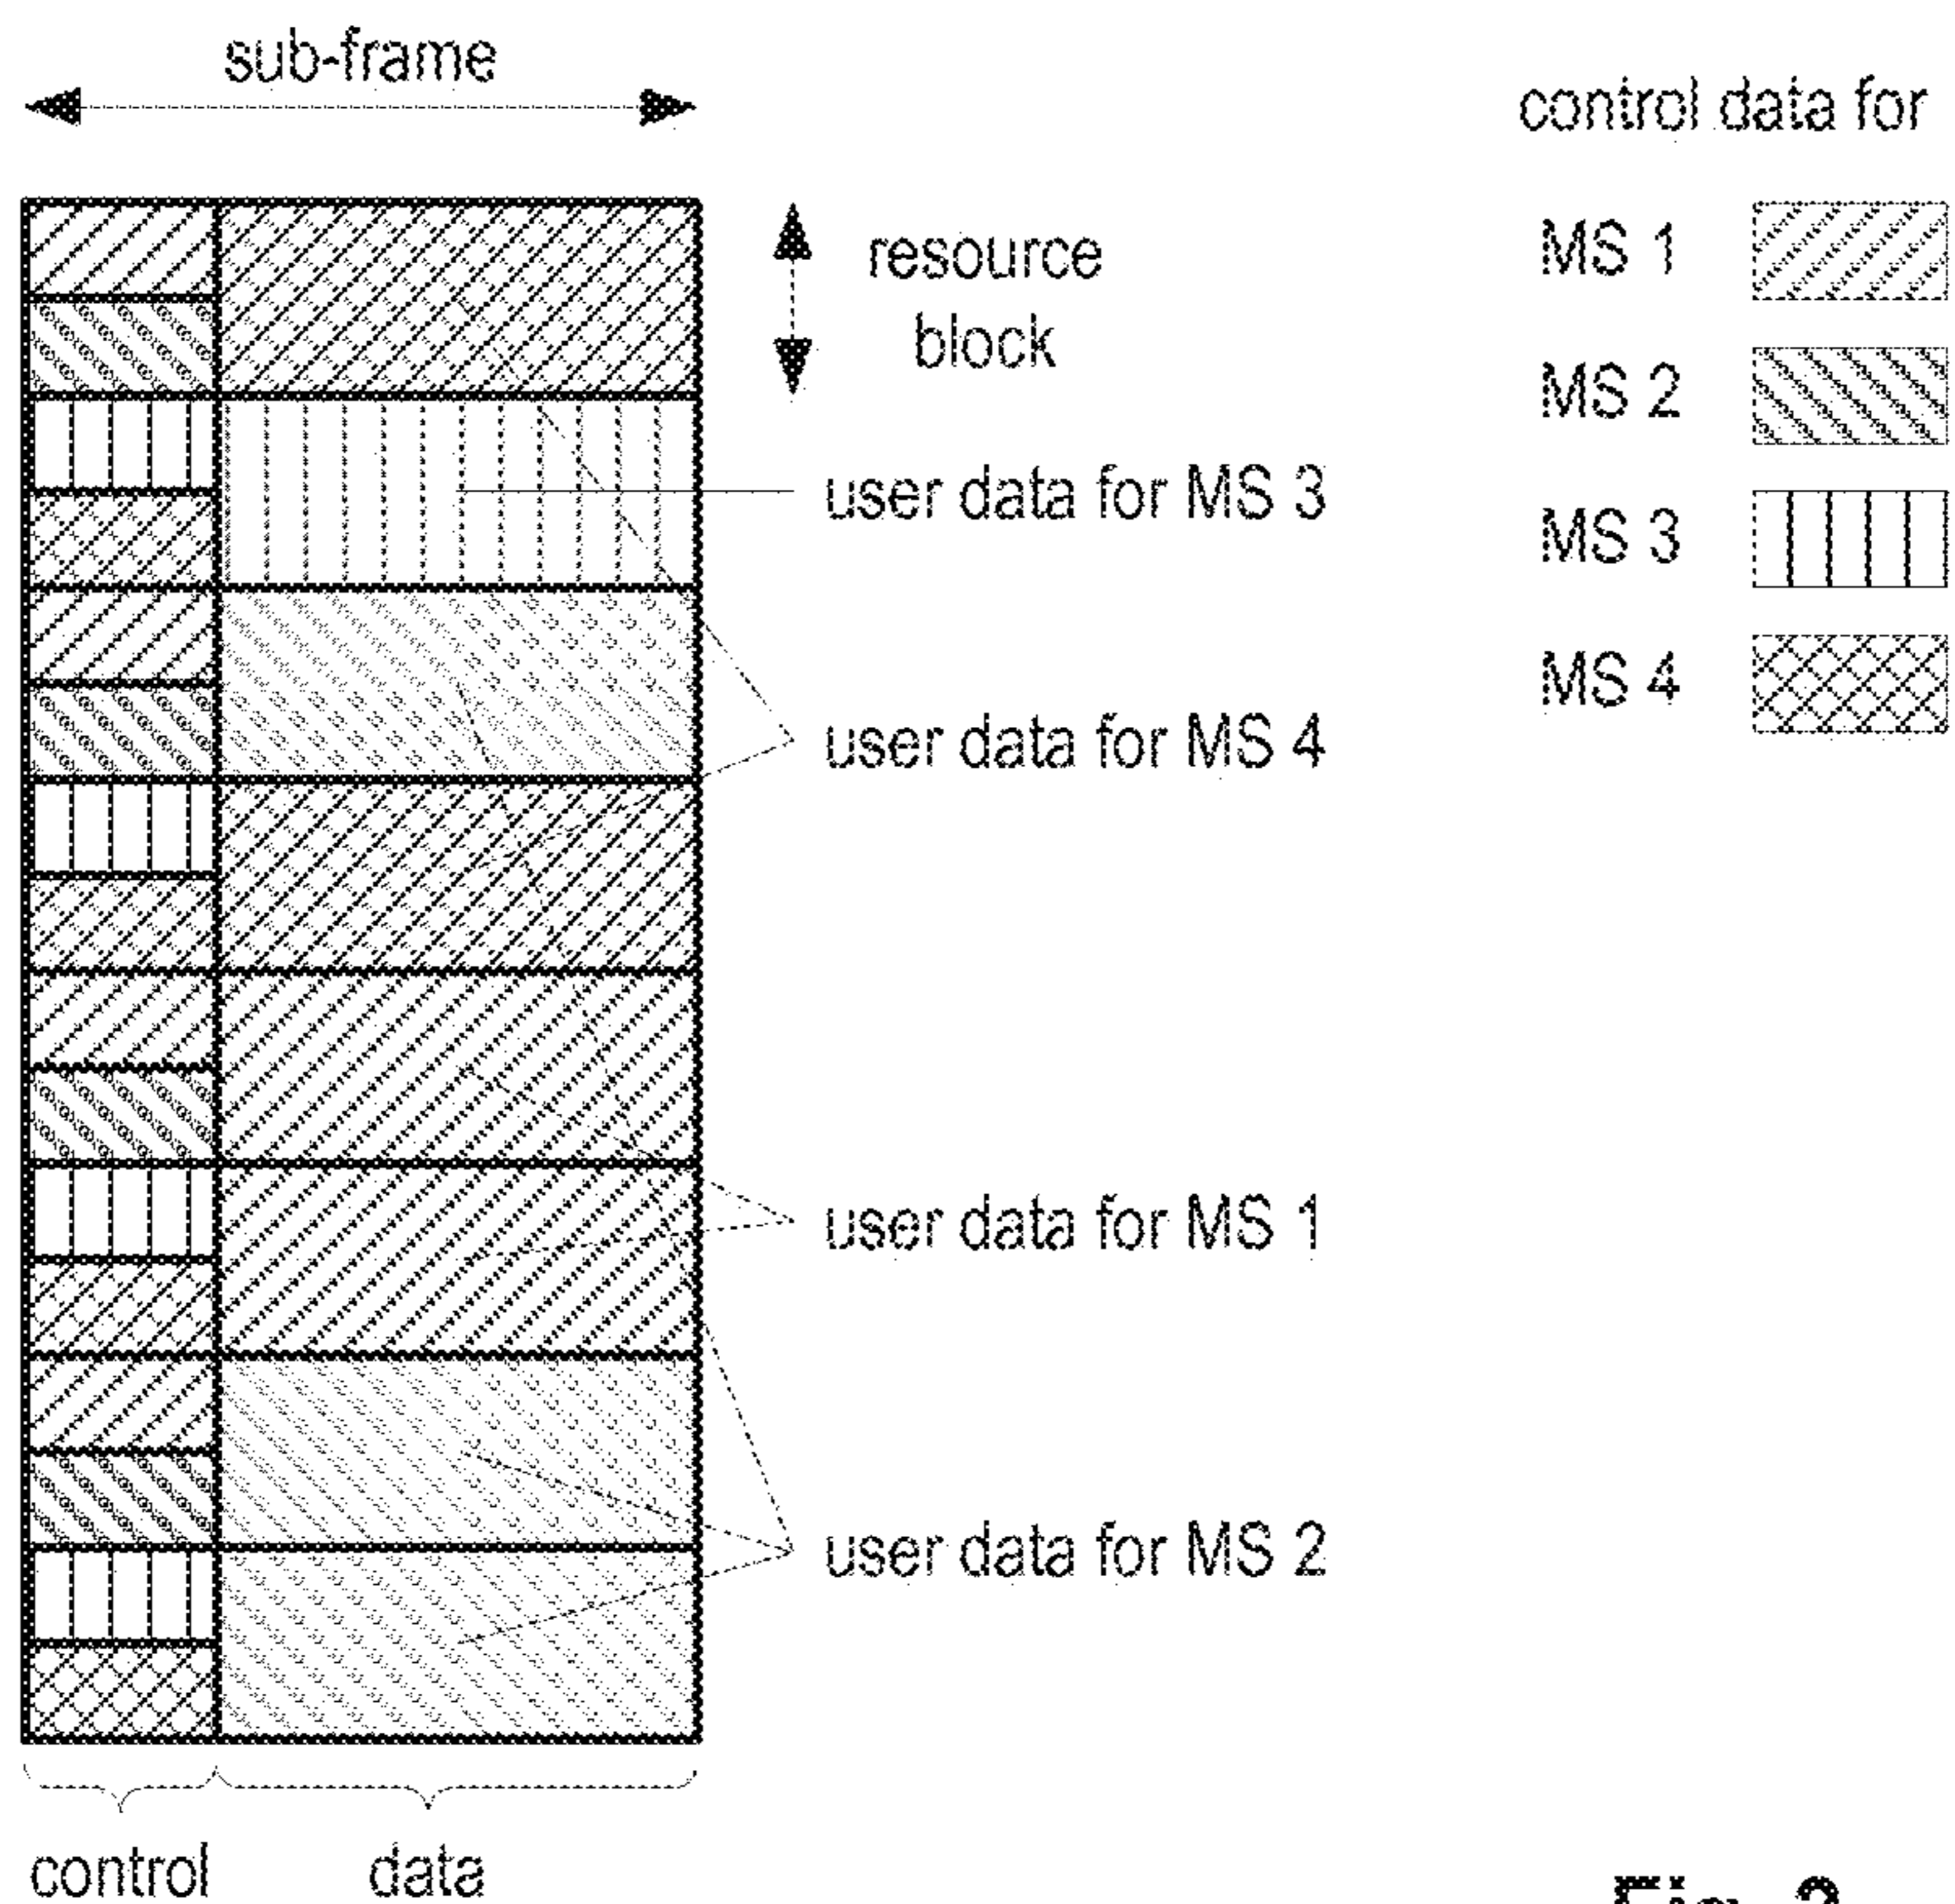 sub-frame
control data for
resource
block
MS 1
MS 2
user data for MS 3
MS 3
MS 4
user data for MS 4
user data for MS 1
user data for MS 2
control
data